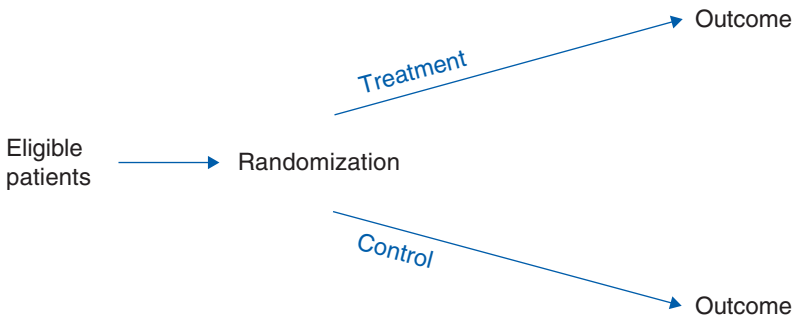 Outcome
Treatment
Eligible
patients
Randomization
Control
Outcome